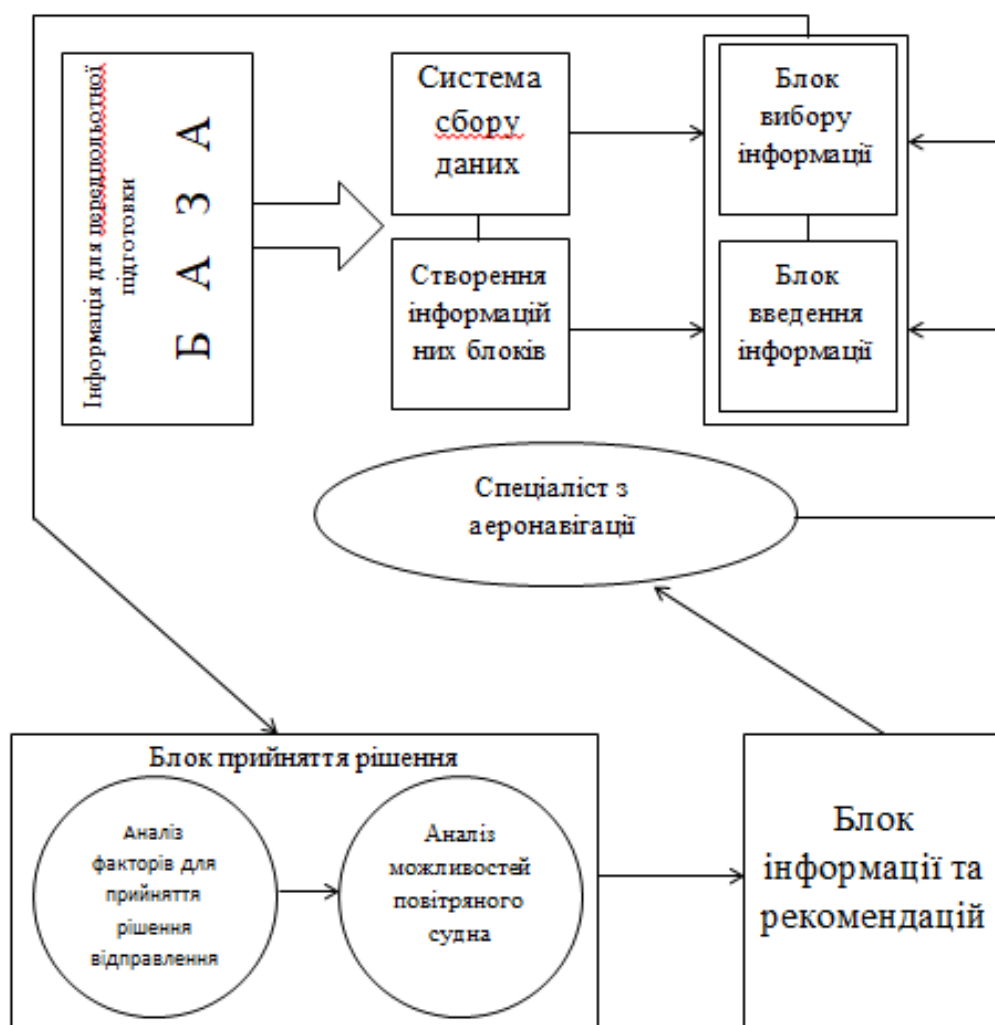 Інформація для передпольотної
підготовки
Б А З А
Система
сбору
даних
Створення
інформацій
них блоків
Блок
вибору
інформації
Блок
введення
інформації
Спеціаліст з
аеронавігації
Блок прийняття рішення
Аналіз
факторів для
прийняття
рішення
відправлення
Аналіз
можливостей
повітряного
судна
Блок
інформації та
рекомендацій